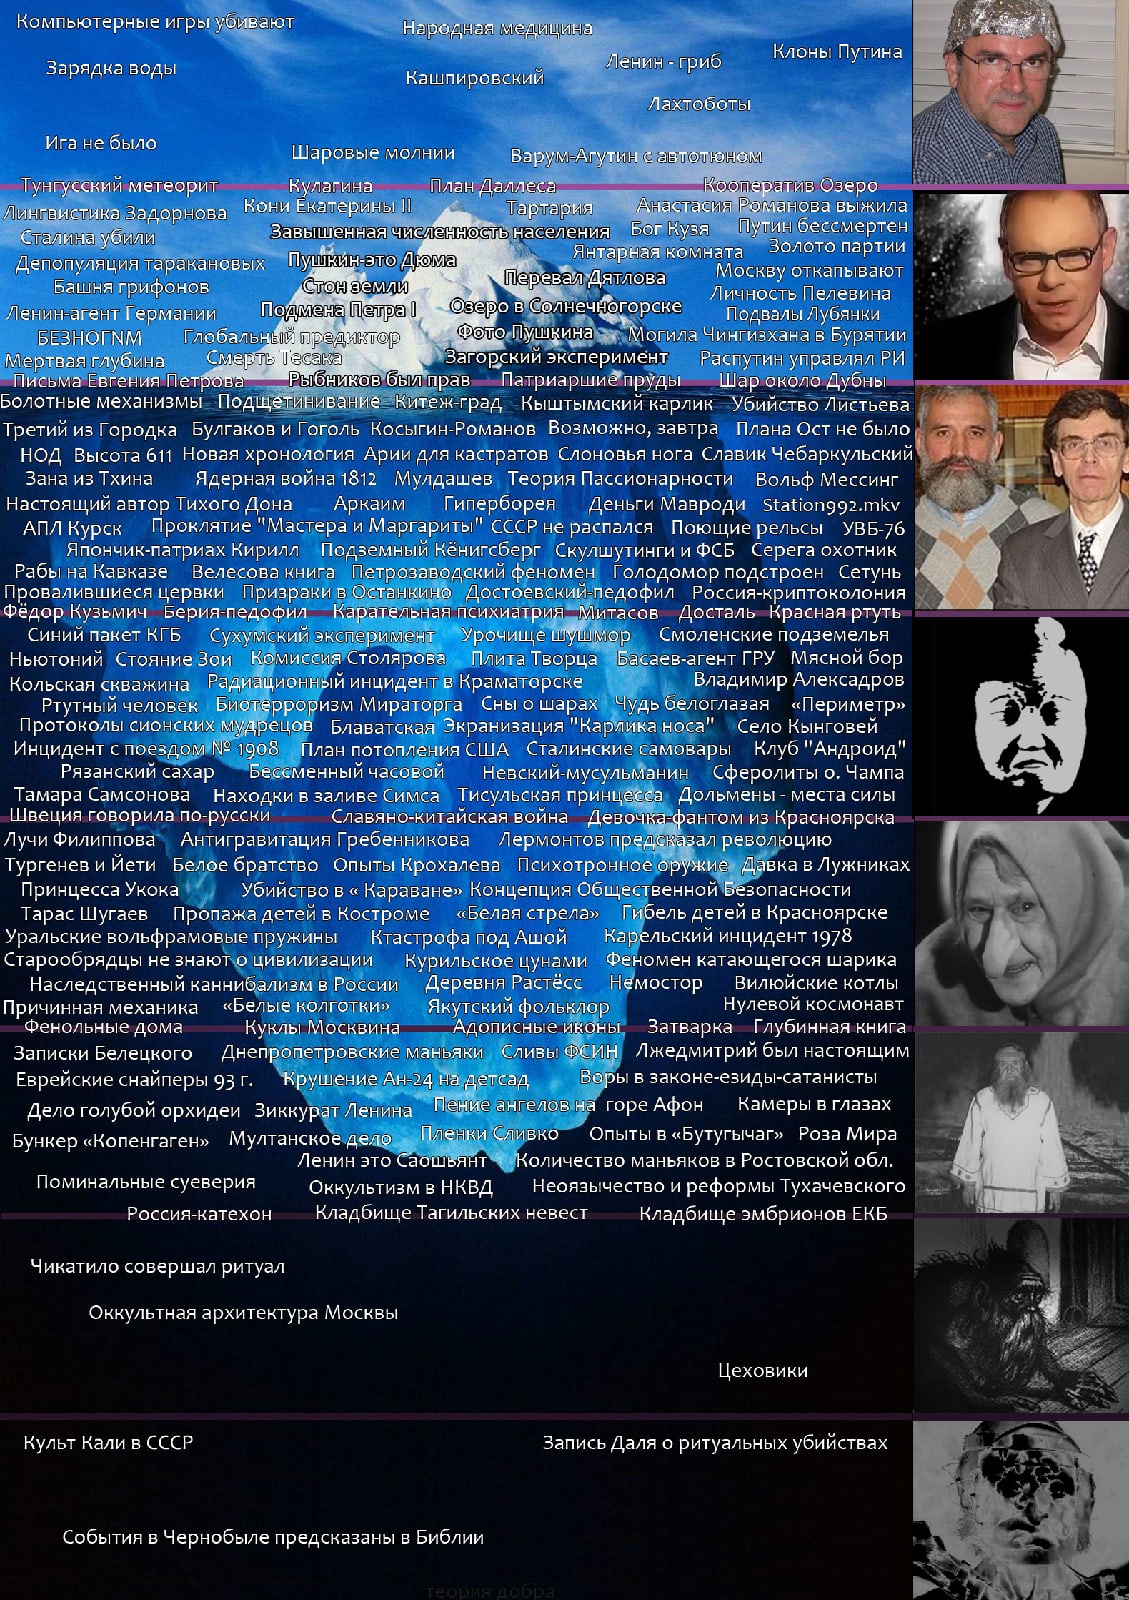 Компьютерные игры убивают Народная медицина
Зарядка воды Кашпировский Ленин - гриб Клоны Путина
Лахтоботы
Ига не было Шаровые молнии Варум-Агутин с автотюном
Тунгусский метеорит Кулагина План Даллеса Кооператив Озеро
Лингвистика Задорнова Кони Екатерины II Тартария Анастасия Романова выжила
Сталина убили Завышенная численность населения Бог Кузя Путин бессмертен
Янтарная комната Золото партии
Депопуляция тараканов Пушкин-это Дюма Перевал Дятлова Москву откапывают
Башня грифонов Стон земли Личность Пелевина
Ленин-агент Германии Подмена Петра I Озеро в Солнечногорске Подвалы Лубянки
БЕЗНОГNM Глобальный предиктор Фото Пушкина Могила Чингизхана в Бурятии
Мертвая глубина Смерть Тесака Загорский эксперимент Распутин управлял РИ
Письма Евгения Петрова Рыбников был прав Патриаршие пруды Шар около Дубны
Болотные механизмы Подщетинивание Китеж-град Кыштымский карлик Убийство Листьева
Третий из Городка Булгаков и Гоголь Косыгин-Романов Возможно, завтра Плана Ост не было
НОД Высота 611 Новая хронология Арии для кастратов Слоновья нога Славик Чебаркульский
Зана из Тхина Ядерная война 1812 Мулдашев Теория Пассионарности Вольф Мессинг
Настоящий автор Тихого Дона Аркаим Гиперборея Деньги Мавроди Station992.mkv
АПЛ Курск Проклятие "Мастера и Маргариты" СССР не распался Поющие рельсы УВБ-76
Япончик-патриах Кирилл Подземный Кёнигсберг Скулшутинги и ФСБ Серега охотник
Рабы на Кавказе Велесова книга Петрозаводский феномен Голодомор подстроен Сетунь
Провалившиеся цервки Призраки в Останкино Достоевский-педофил Россия-криптоколония
Фёдор Кузьмич Берия-педофил Карательная психиатрия Митасов Досталь Красная ртуть
Синий пакет КГБ Сухумский эксперимент Урочище шушмор Смоленские подземелья
Ньютоний Стояние Зои Комиссия Столярова Плита Творца Басаев-агент ГРУ Мясной бор
Кольская скважина Радиационный инцидент в Краматорске Владимир Алексадров
Ртутный человек Биотерроризм Мираторга Сны о шарах Чудь белоглазая «Периметр»
Протоколы сионских мудрецов Блаватская Экранизация "Карлика носа" Село Кынговей
Инцидент с поездом № 1908 План потопления США Сталинские самовары Клуб "Андроид"
Рязанский сахар Бессменный часовой Невский-мусульманин Сферолиты о. Чампа
Тамара Самсонова Находки в заливе Симса Тисульская принцесса Дольмены - места силы
Швеция говорила по-русски Славяно-китайская война Девочка-фантом из Красноярска
Лучи Филиппова Антигравитация Гребенникова Лермонтов предсказал революцию
Тургенев и Йети Белое братство Опыты Крохалева Психотронное оружие Давка в Лужниках
Принцесса Укока Убийство в « Караване» Концепция Общественной Безопасности
Тарас Шугаев Пропажа детей в Костроме «Белая стрела» Гибель детей в Красноярске
Уральские вольфрамовые пружины Ктастрофа под Ашой Карельский инцидент 1978
Старообрядцы не знают о цивилизации Курильское цунами Феномен катающегося шарика
Наследственный каннибализм в России Деревня Растёсс Немостор Вилюйские котлы
Причинная механика «Белые колготки» Якутский фольклор Нулевой космонавт
Фенольные дома Куклы Москвина Адописные иконы Затварка Глубинная книга
Записки Белецкого Днепропетровские маньяки Сливы ФСИН Лжедмитрий был настоящим
Еврейские снайперы 93 г. Крушение Ан-24 на детсад Воры в законе-езиды-сатанисты
Дело голубой орхидеи Зиккурат Ленина Пение ангелов на горе Афон Камеры в глазах
Бункер «Копенгаген» Мултанское дело Пленки Сливко Опыты в «Бутугычаг» Роза Мира
Ленин это Саошьянт Количество маньяков в Ростовской обл.
Поминальные суеверия Оккультизм в НКВД Неоязычество и реформы Тухачевского
Россия-катехон Кладбище Тагильских невест Кладбище эмбрионов ЕКБ
Чикатило совершал ритуал
Оккультная архитектура Москвы
Цеховики
Культ Кали в СССР Запись Даля о ритуальных убийствах
События в Чернобыле предсказаны в Библии
теория добра